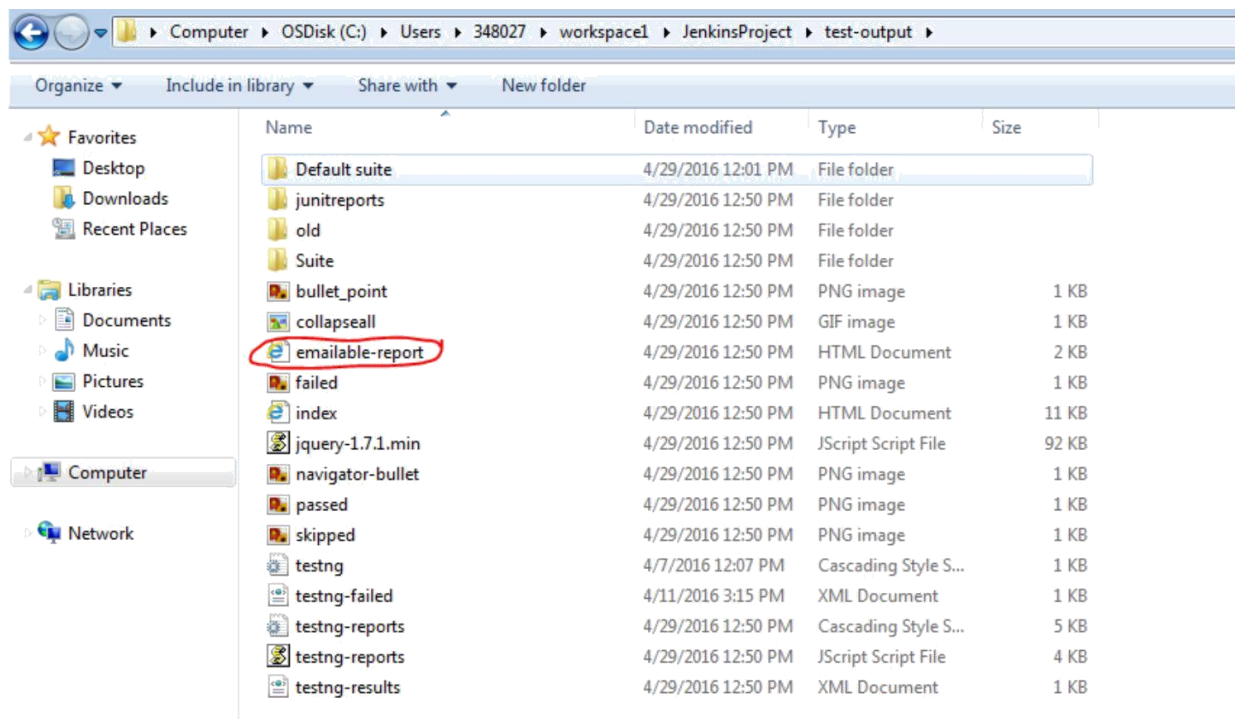 Computer OSDisk (C:) Users 348027 workspace1 JenkinsProject test-output
Organize Include in library Share with New folder
Favorites
Desktop
Downloads
Recent Places
Libraries
Documents
Music
Pictures
Videos
Computer
Network
Name Date modified Type Size
Default suite 4/29/2016 12:01 PM File folder
junitreports 4/29/2016 12:50 PM File folder
old 4/29/2016 12:50 PM File folder
Suite 4/29/2016 12:50 PM File folder
bullet_point 4/29/2016 12:50 PM PNG image 1 KB
collapseall 4/29/2016 12:50 PM GIF image 1 KB
emailable-report 4/29/2016 12:50 PM HTML Document 2 KB
failed 4/29/2016 12:50 PM PNG image 1 KB
index 4/29/2016 12:50 PM HTML Document 11 KB
jquery-1.7.1.min 4/29/2016 12:50 PM JScript Script File 92 KB
navigator-bullet 4/29/2016 12:50 PM PNG image 1 KB
passed 4/29/2016 12:50 PM PNG image 1 KB
skipped 4/29/2016 12:50 PM PNG image 1 KB
testng 4/7/2016 12:07 PM Cascading Style S... 1 KB
testng-failed 4/11/2016 3:15 PM XML Document 1 KB
testng-reports 4/29/2016 12:50 PM Cascading Style S... 5 KB
testng-reports 4/29/2016 12:50 PM JScript Script File 4 KB
testng-results 4/29/2016 12:50 PM XML Document 1 KB